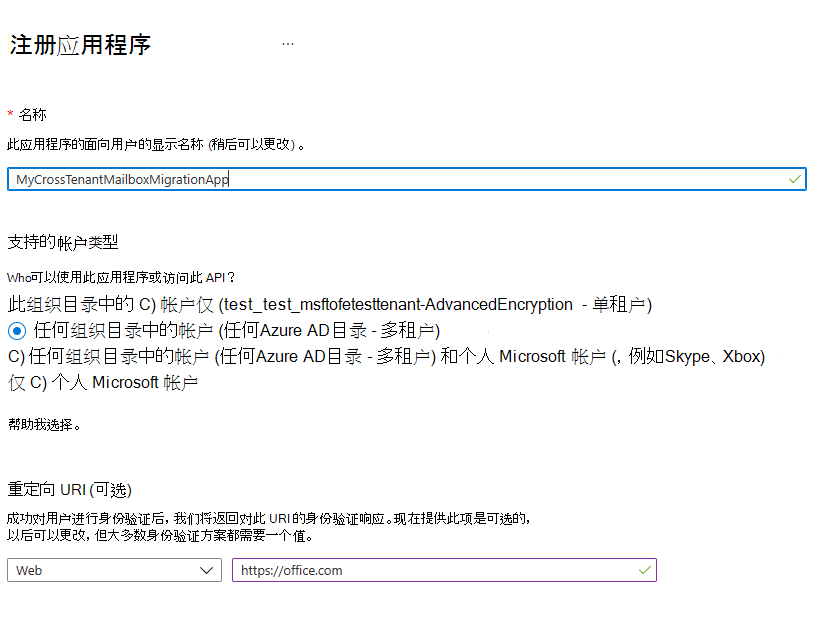 注册应用程序 ...
* 名称
此应用程序的面向用户的显示名称 (稍后可以更改) 。
MyCrossTenantMailboxMigrationApp
支持的帐户类型
Who可以使用此应用程序或访问此 API？
此组织目录中的 C) 帐户仅 (test_test_msftofetesttenant-AdvancedEncryption - 单租户)
任何组织目录中的帐户 (任何Azure AD目录 - 多租户)
C) 任何组织目录中的帐户 (任何Azure AD目录 - 多租户) 和个人 Microsoft 帐户 (，例如Skype、Xbox)
仅 C) 个人 Microsoft 帐户
帮助我选择。
重定向 URI (可选)
成功对用户进行身份验证后，我们将返回对此 URI 的身份验证响应。现在提供此项是可选的，
以后可以更改，但大多数身份验证方案都需要一个值。
Web https://office.com